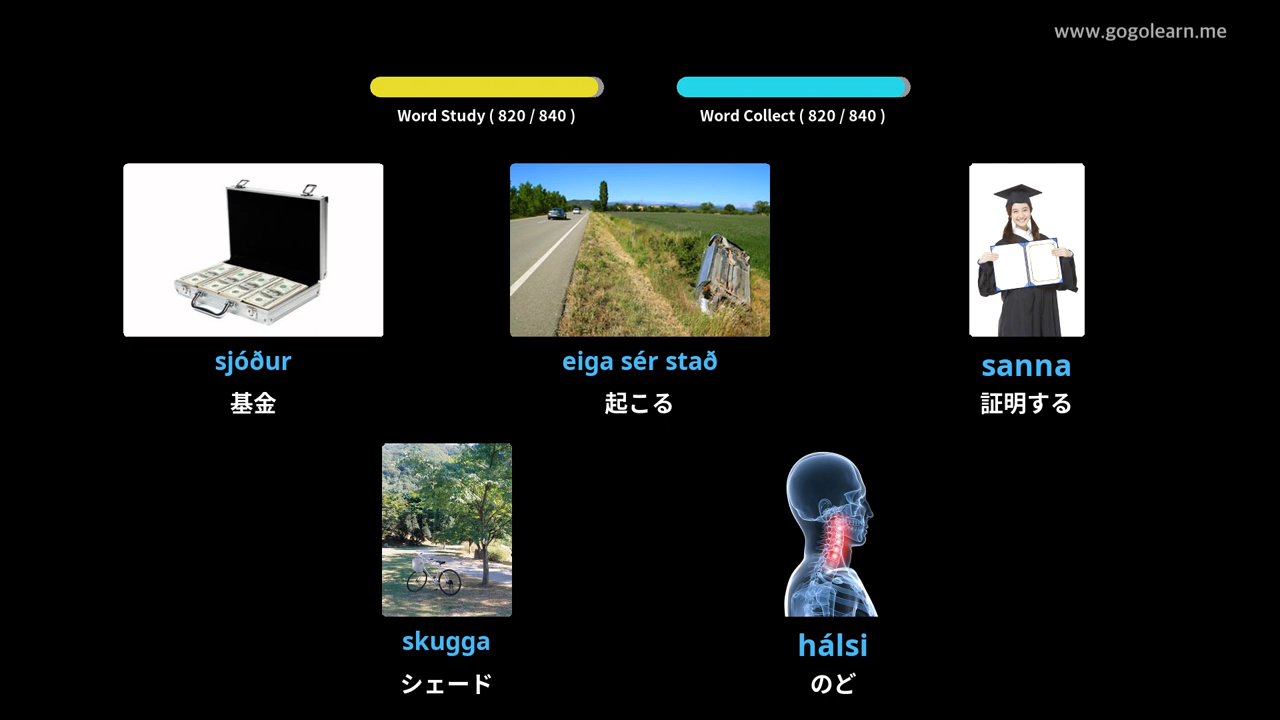 www.gogolearn.me
Word Study ( 820 / 840 )
Word Collect ( 820 / 840 )
sjóður
基金
eiga sér stað
起こる
sanna
証明する
skugga
シェード
hálsi
のど